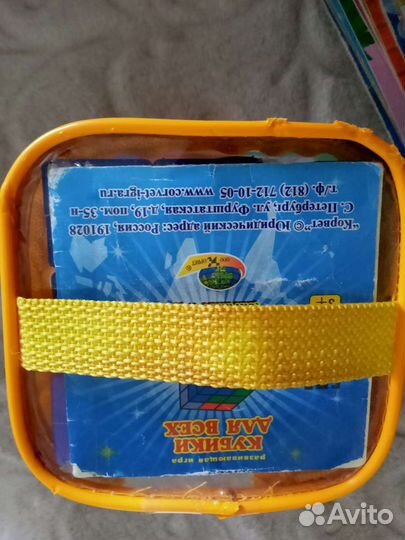 развивающая игра
КУБИКИ
ДЛЯ ВСЕХ
3+
"Корвет"© Юридический адрес: Россия, 191028
С. Петербург, ул. Фурштатская, д.19 пом. 35-н
т/ф. (812) 712-10-05 www.corvet-igra.ru
Avito